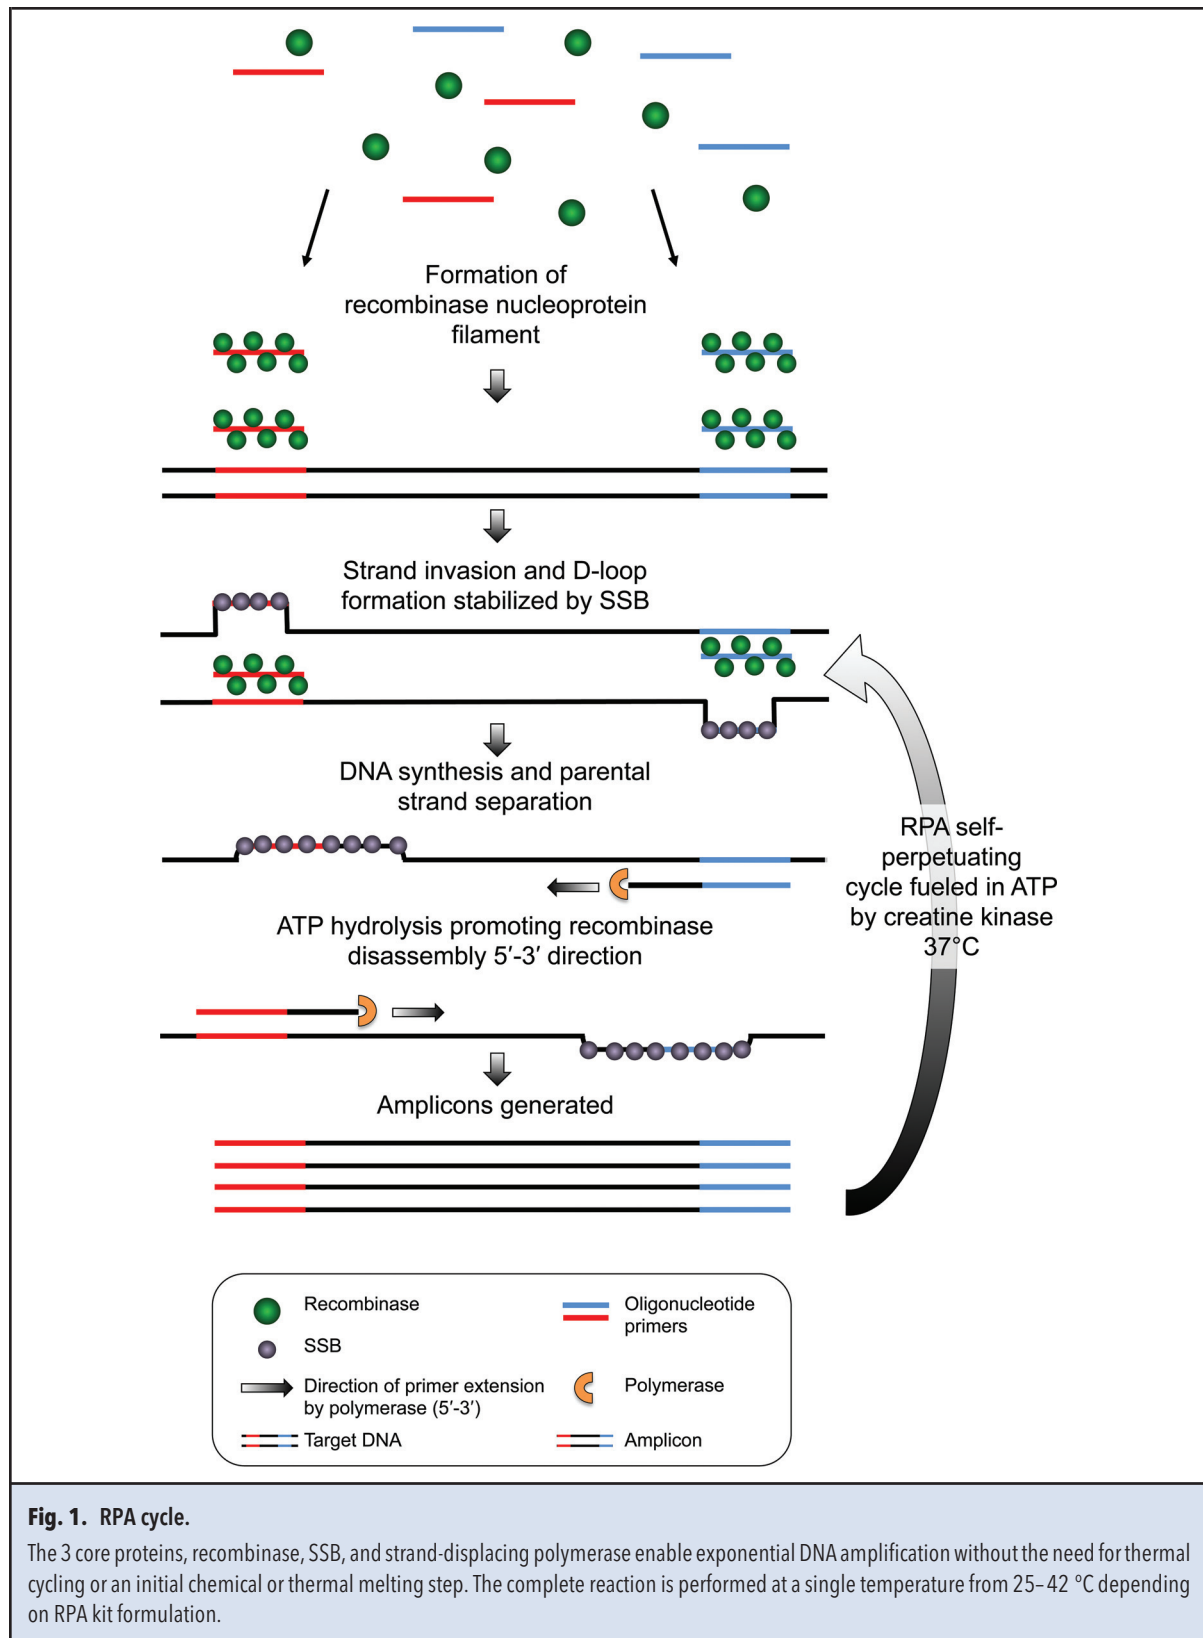 Formation of
recombinase nucleoprotein
filament
Strand invasion and D-loop
formation stabilized by SSB
DNA synthesis and parental
strand separation
RPA self-
perpetuating
cycle fueled in ATP
by creatine kinase
37°C
ATP hydrolysis promoting recombinase
disassembly 5′-3′ direction
Amplicons generated
Recombinase
Oligonucleotide
primers
SSB
Direction of primer extension
by polymerase (5′-3′)
Polymerase
Target DNA
Amplicon
Fig. 1. RPA cycle.
The 3 core proteins, recombinase, SSB, and strand-displacing polymerase enable exponential DNA amplification without the need for thermal
cycling or an initial chemical or thermal melting step. The complete reaction is performed at a single temperature from 25–42 °C depending
on RPA kit formulation.